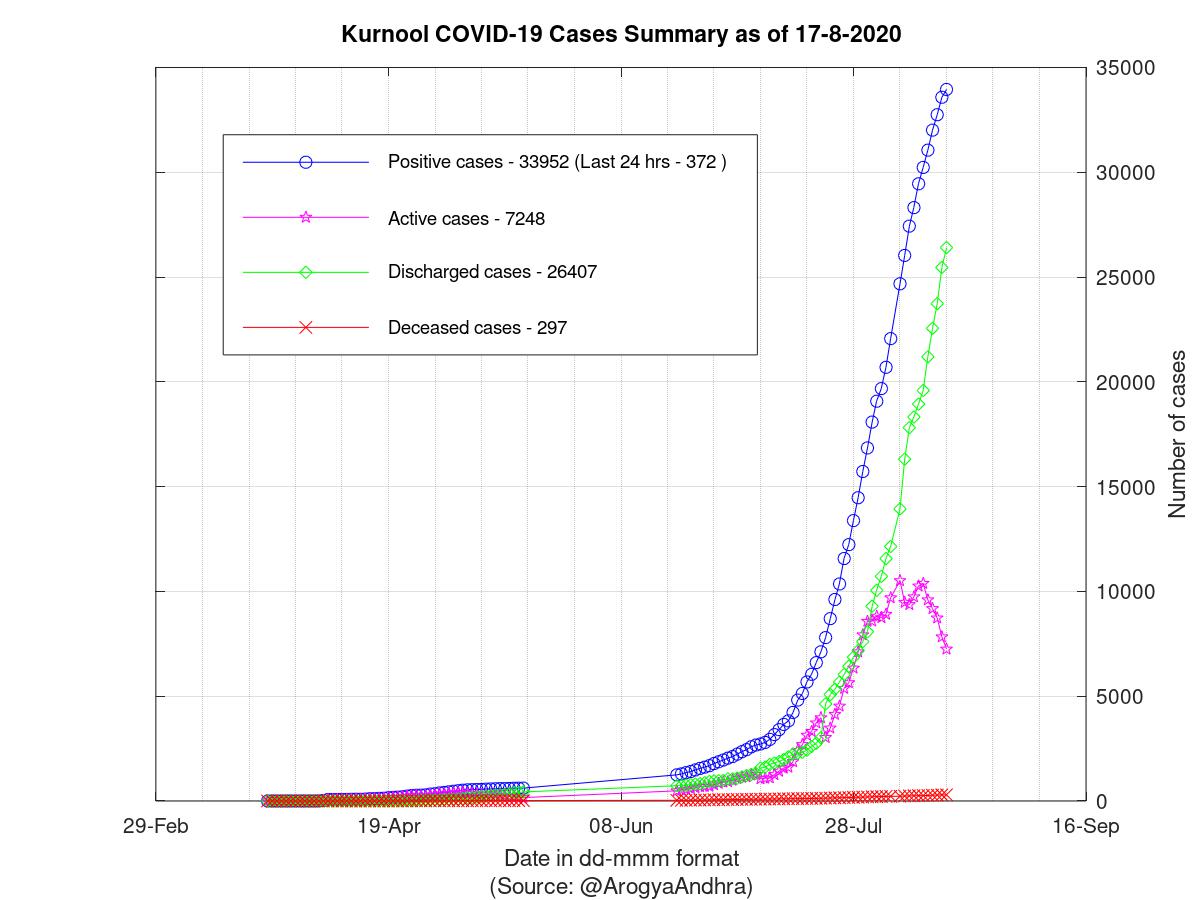 Kurnool COVID-19 Cases Summary as of 17-8-2020
35000
Positive cases - 33952 (Last 24 hrs - 372 )
30000
Active cases - 7248
25000
Discharged cases - 26407
Deceased cases - 297
20000
15000
10000
5000
0
Number of cases
29-Feb 19-Apr 08-Jun 28-Jul 16-Sep
Date in dd-mmm format
(Source: @ArogyaAndhra)